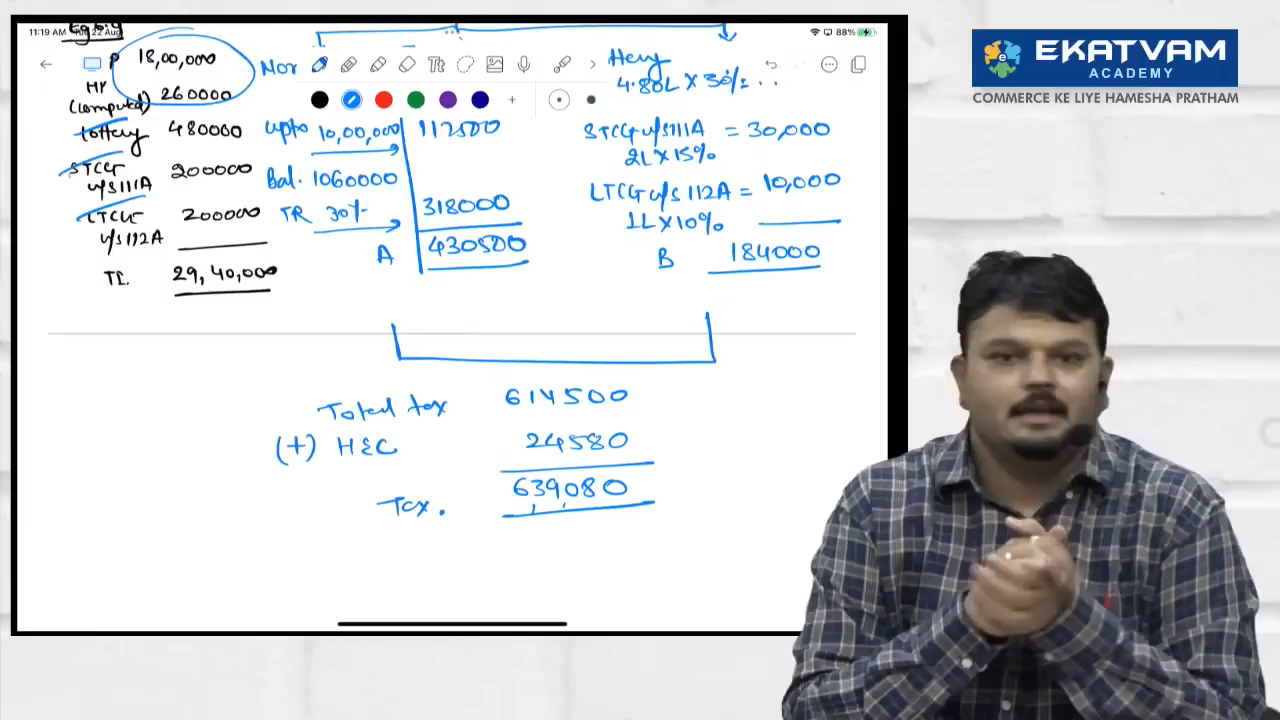 11:19 AM Tue 22 Aug
88%
P 18,00,000
HP 260000
(computed)
lottery 480000
STCG 200000
u/s 111A
LTCG 200000
u/s 112A
TI. 29,40,000
Nor
upto 10,00,000 112500
Bal. 1060000
TR 30% 318000
A 430500
4.80L X 30% = ...
STCG u/s 111A = 30,000
2L X 15%
LTCG u/s 112A = 10,000
1L X 10%
B 184000
Total tax 614500
(+) H&C 24580
639080
Tax.
EKATVAM
ACADEMY
COMMERCE KE LIYE HAMESHA PRATHAM